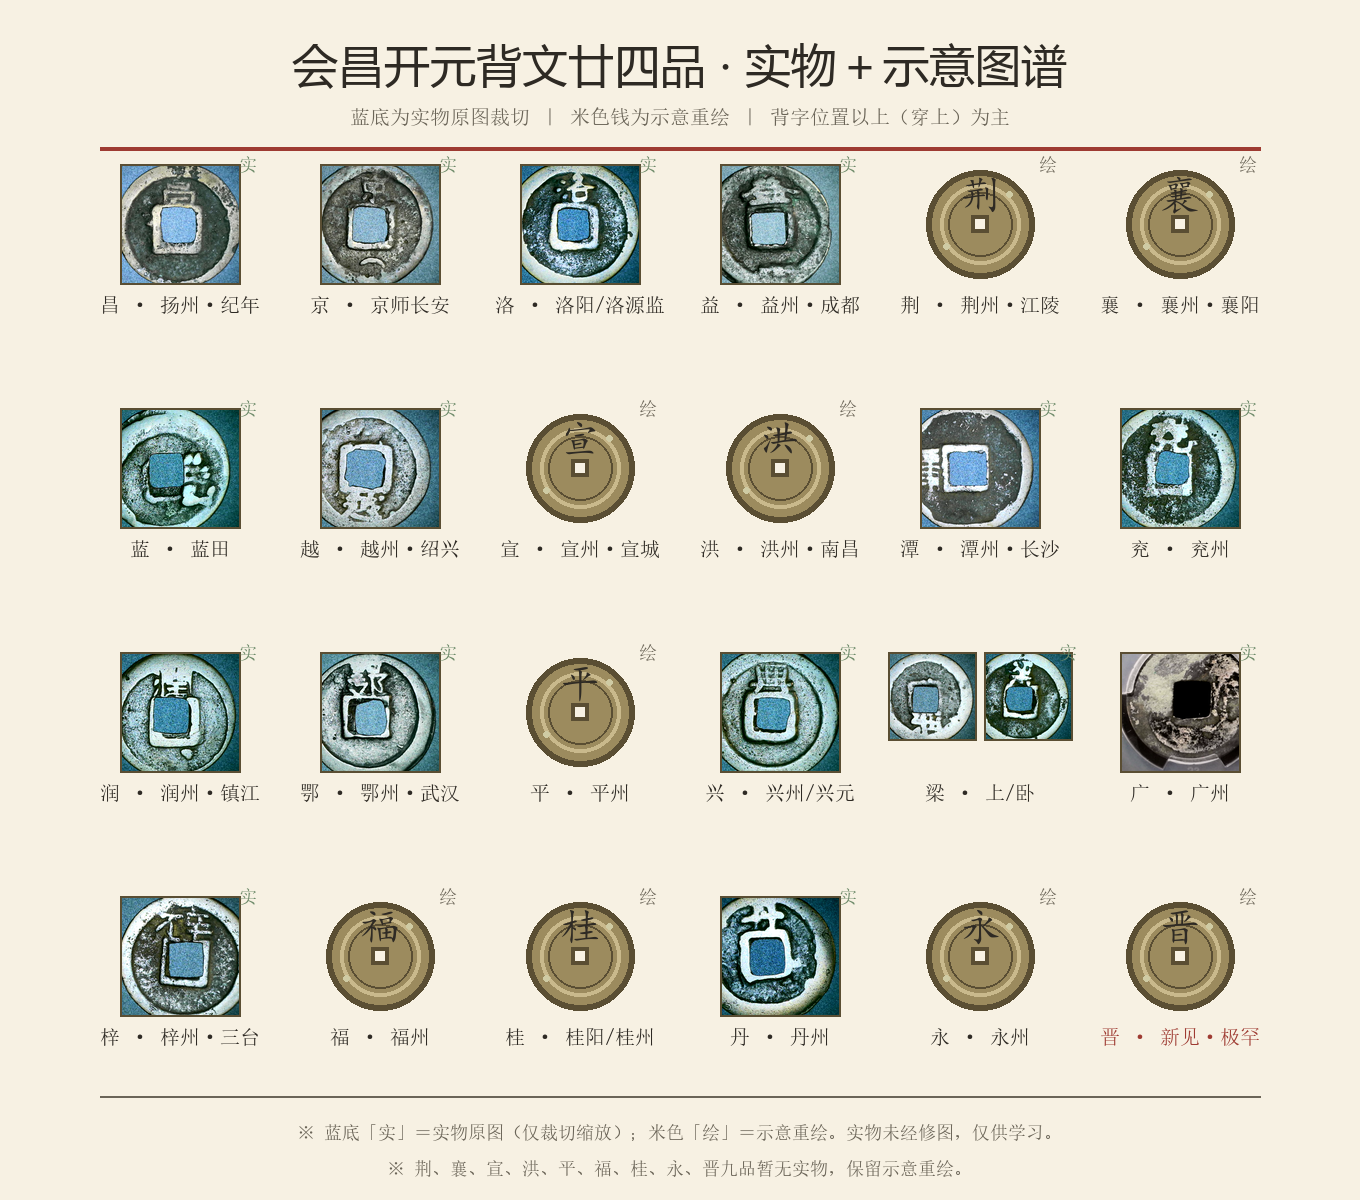 会昌开元背文廿四品 · 实物 + 示意图谱
蓝底为实物原图裁切 | 米色钱为示意重绘 | 背字位置以上（穿上）为主
实 实 实 实 绘 绘
荆 襄
昌 · 扬州·纪年 京 · 京师长安 洛 · 洛阳/洛源监 益 · 益州·成都 荆 · 荆州·江陵 襄 · 襄州·襄阳
实 实 绘 绘 实 实
宣 洪
蓝 · 蓝田 越 · 越州·绍兴 宣 · 宣州·宣城 洪 · 洪州·南昌 潭 · 潭州·长沙 兖 · 兖州
实 实 绘 实 实 实
平
润 · 润州·镇江 鄂 · 鄂州·武汉 平 · 平州 兴 · 兴州/兴元 梁 · 上/卧 广 · 广州
实 绘 绘 实 绘 绘
福 桂 永 晋
梓 · 梓州·三台 福 · 福州 桂 · 桂阳/桂州 丹 · 丹州 永 · 永州 晋 · 新见·极罕
※ 蓝底「实」＝实物原图（仅裁切缩放）；米色「绘」＝示意重绘。实物未经修图，仅供学习。
※ 荆、襄、宣、洪、平、福、桂、永、晋九品暂无实物，保留示意重绘。